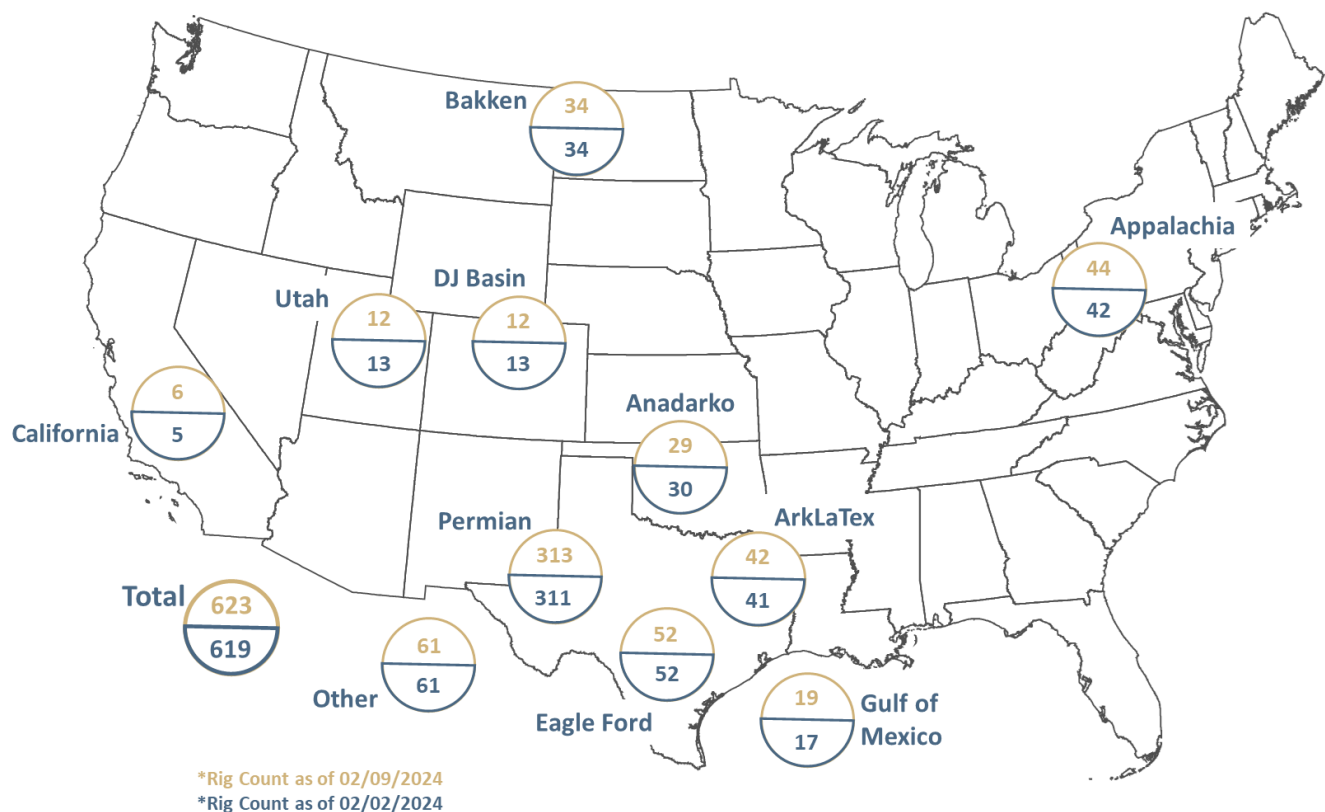 Bakken
34
34
Appalachia
44
42
DJ Basin
12
13
Utah
12
13
California
6
5
Anadarko
29
30
Permian
313
311
ArkLaTex
42
41
Total
623
619
Other
61
61
Eagle Ford
52
52
Gulf of
Mexico
19
17
*Rig Count as of 02/09/2024
*Rig Count as of 02/02/2024